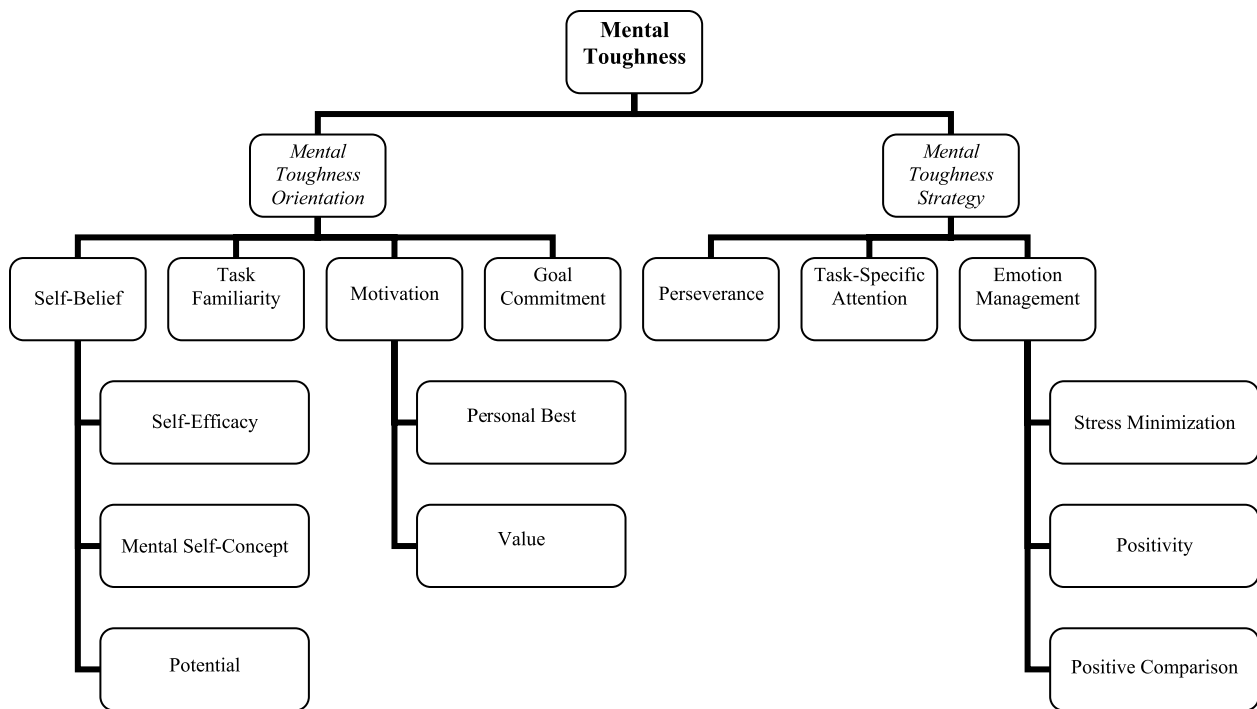 Mental
Toughness
Mental
Toughness
Orientation
Mental
Toughness
Strategy
Self-Belief
Task
Familiarity
Motivation
Goal
Commitment
Perseverance
Task-Specific
Attention
Emotion
Management
Self-Efficacy
Personal Best
Stress Minimization
Mental Self-Concept
Value
Positivity
Potential
Positive Comparison